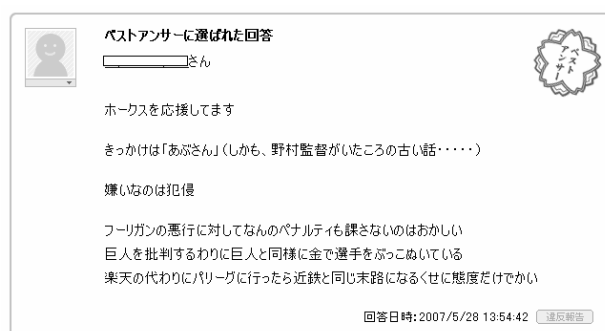 ベストアンサーに選ばれた回答
さん
ベスト
アンサー
ホークスを応援してます
きっかけは「あぶさん」(しかも、野村監督がいたころの古い話・・・・・)
嫌いなのは犯侵
フーリガンの悪行に対してなんのペナルティも課さないのはおかしい
巨人を批判するわりに巨人と同様に金で選手をぶっこぬいている
楽天の代わりにパリーグに行ったら近鉄と同じ末路になるくせに態度だけでかい
回答日時:2007/5/28 13:54:42 違反報告